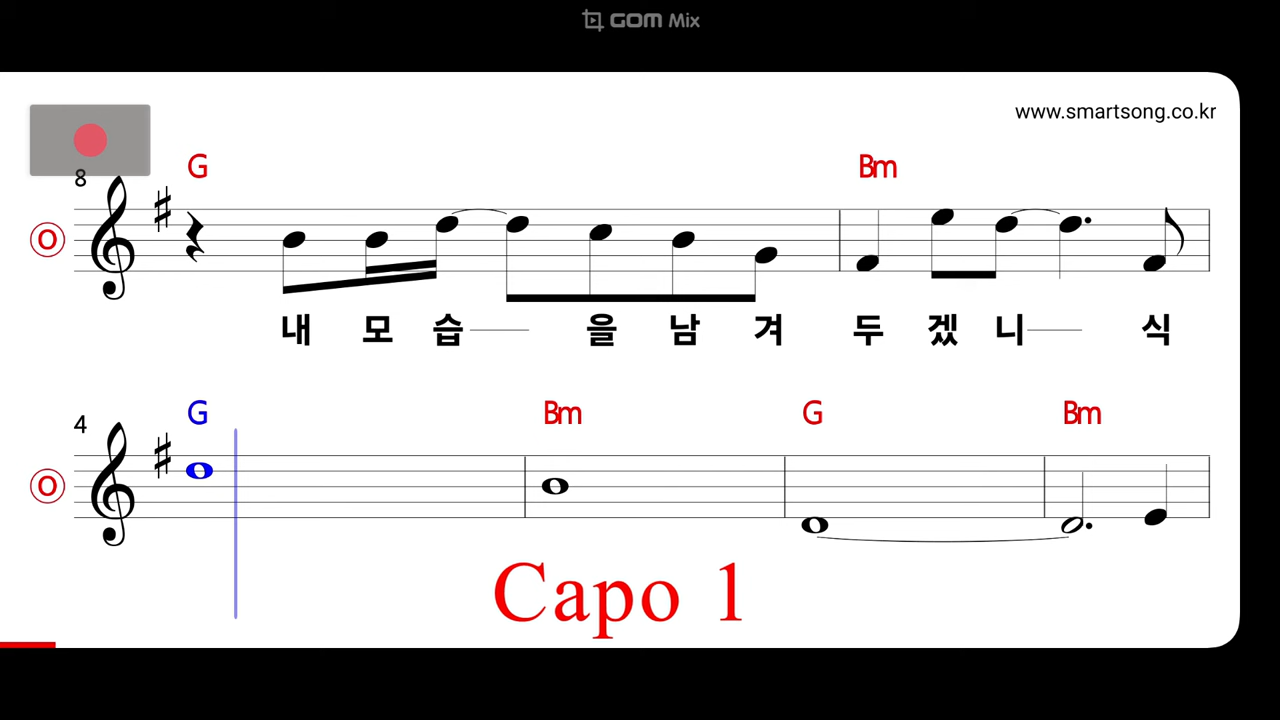 GOM Mix
www.smartsong.co.kr
8
G Bm
O
내 모 습 을 남 겨 두 겠 니 식
4
G Bm G Bm
O
Capo 1